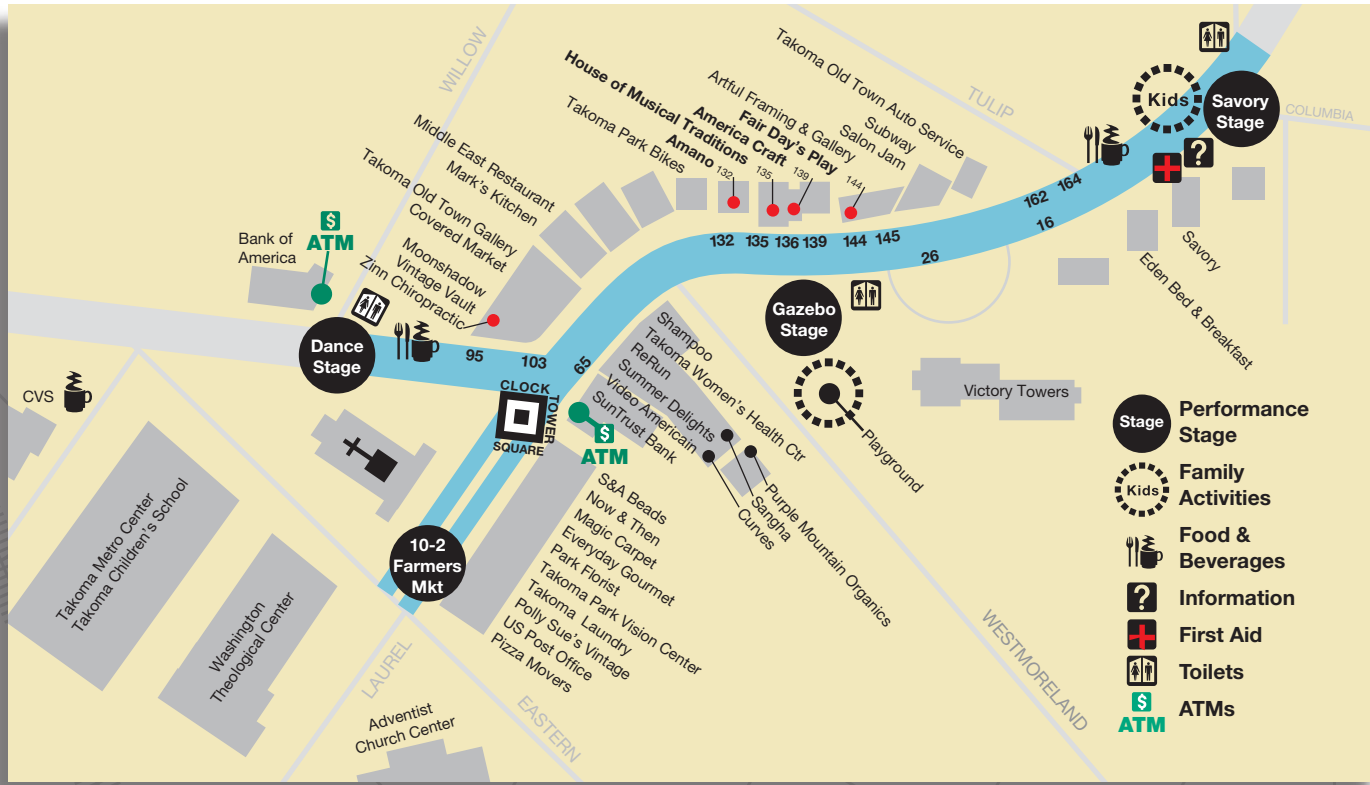 WILLOW
TULIP
COLUMBIA
Takoma Old Town Auto Service
Subway
Salon Jam
Artful Framing & Gallery
Fair Day's Play
America Craft
House of Musical Traditions
Amano
Takoma Park Bikes
Middle East Restaurant
Mark's Kitchen
Takoma Old Town Gallery
Covered Market
Moonshadow
Vintage Vault
Zinn Chiropractic
132
135
139
144
Kids
Savory
Stage
$
ATM
Bank of
America
Dance
Stage
95
103
65
132
135
136
139
144
145
26
162
164
16
?
Savory
Eden Bed & Breakfast
Gazebo
Stage
Playground
Victory Towers
CVS
CLOCK
TOWER
SQUARE
$
ATM
Shampoo
Takoma Women's Health Ctr
ReRun
Summer Delights
Video Americain
SunTrust Bank
Purple Mountain Organics
Sangha
Curves
10-2
Farmers
Mkt
S&A Beads
Now & Then
Magic Carpet
Everyday Gourmet
Park Florist
Takoma Park Vision Center
Takoma Laundry
Polly Sue's Vintage
US Post Office
Pizza Movers
Takoma Metro Center
Takoma Children's School
Washington
Theological Center
LAUREL
EASTERN
WESTMORELAND
Adventist
Church Center
Stage
Performance
Stage
Kids
Family
Activities
Food &
Beverages
?
Information
First Aid
Toilets
$
ATM
ATMs